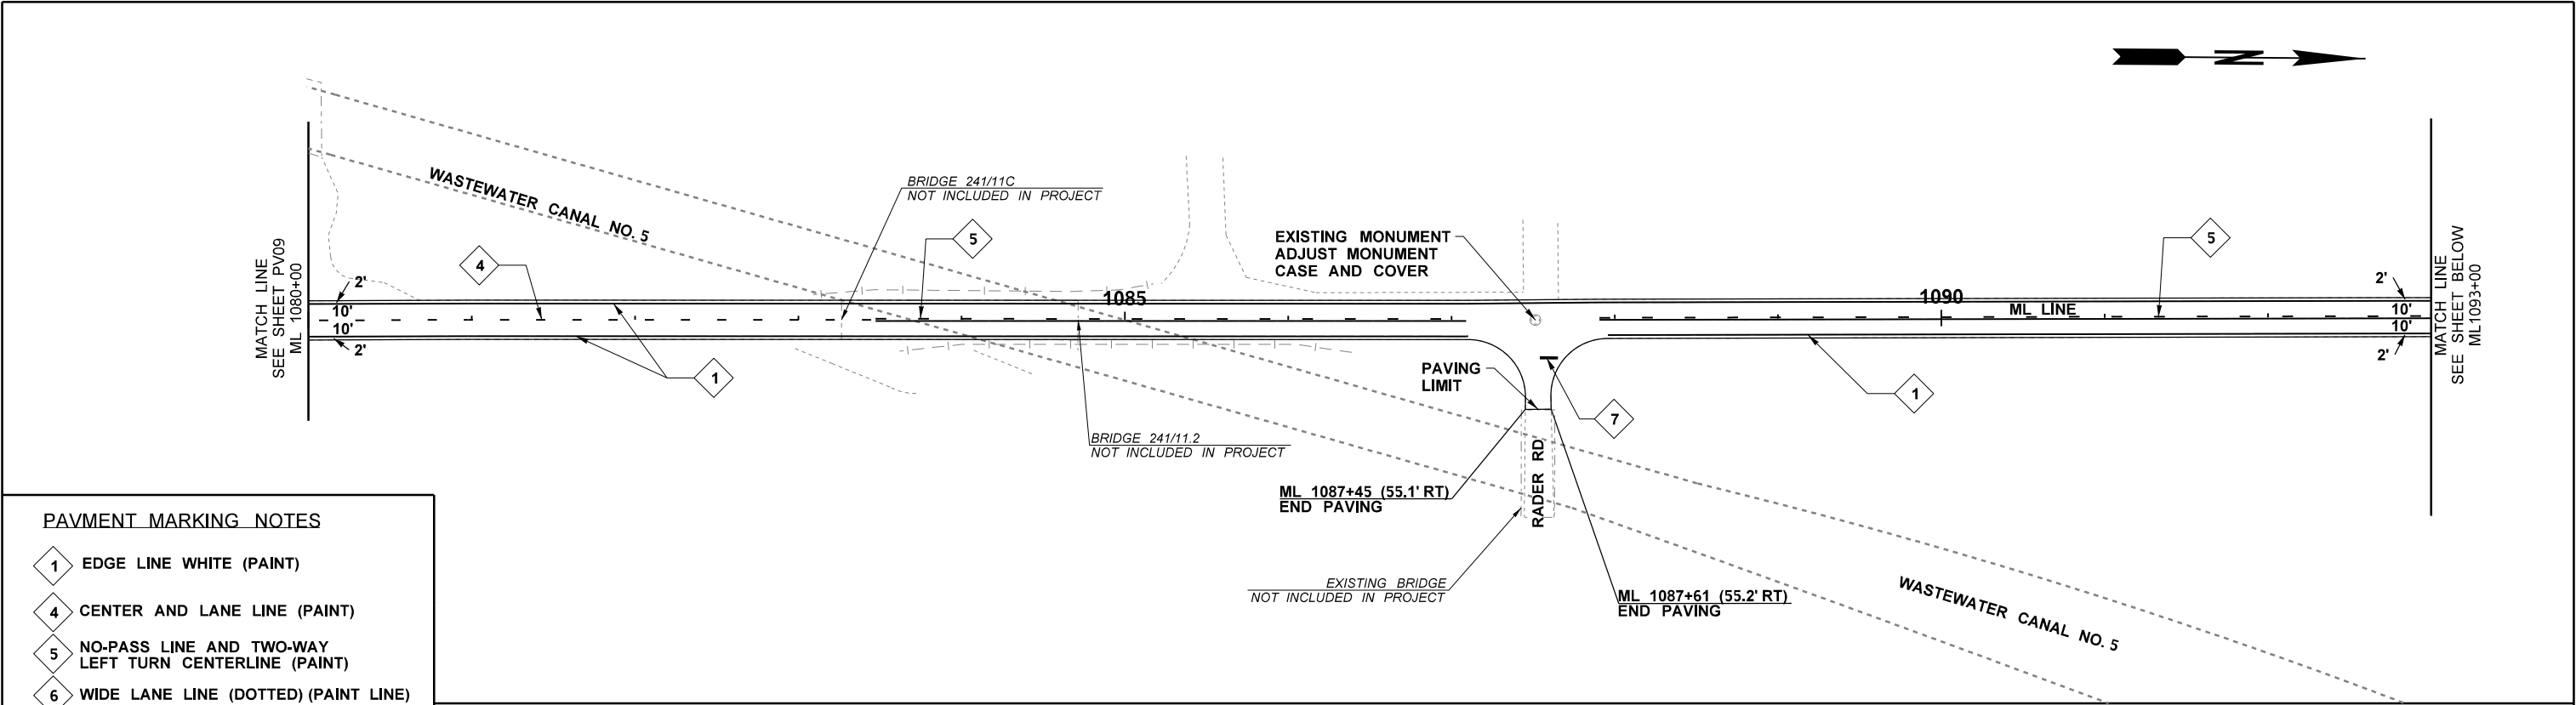 N
WASTEWATER CANAL NO. 5
BRIDGE 241/11C
NOT INCLUDED IN PROJECT
5
4
EXISTING MONUMENT
ADJUST MONUMENT
CASE AND COVER
5
MATCH LINE
SEE SHEET PV09
ML 1080+00
2'
10'
10'
2'
1085
1090
ML LINE
2'
10'
10'
2'
MATCH LINE
SEE SHEET BELOW
ML1093+00
1
PAVING
LIMIT
7
1
BRIDGE 241/11.2
NOT INCLUDED IN PROJECT
RADER RD
ML 1087+45 (55.1' RT)
END PAVING
EXISTING BRIDGE
NOT INCLUDED IN PROJECT
ML 1087+61 (55.2' RT)
END PAVING
WASTEWATER CANAL NO. 5
PAVMENT MARKING NOTES
1 EDGE LINE WHITE (PAINT)
4 CENTER AND LANE LINE (PAINT)
5 NO-PASS LINE AND TWO-WAY
LEFT TURN CENTERLINE (PAINT)
6 WIDE LANE LINE (DOTTED) (PAINT LINE)